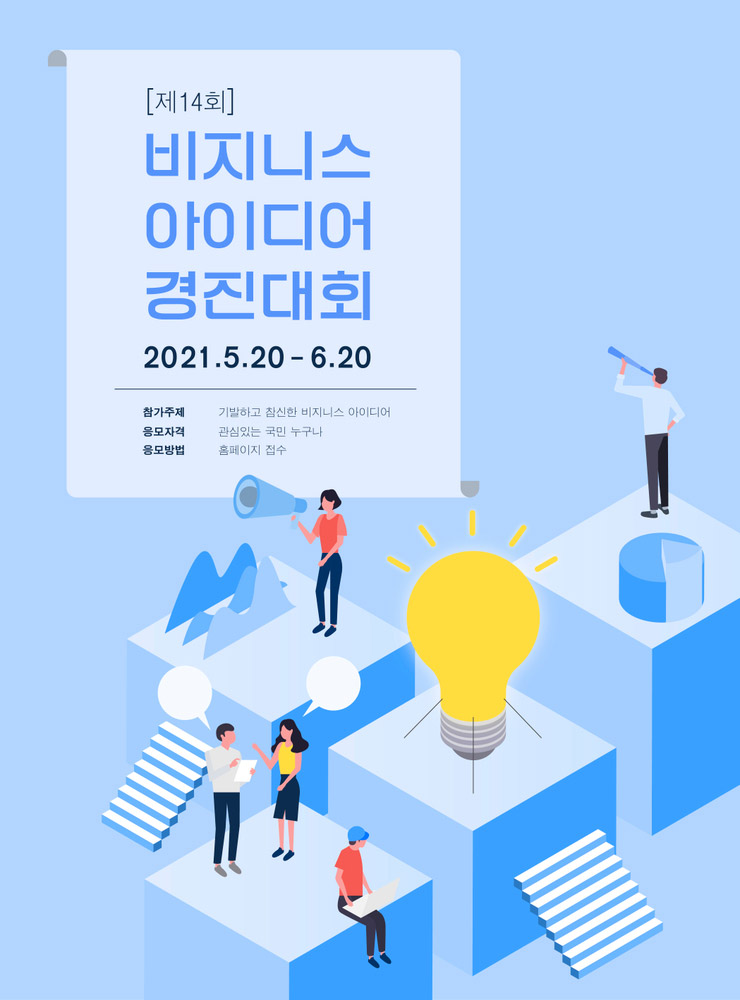 [제14회]
비지니스
아이디어
경진대회
2021.5.20 - 6.20
참가주제 기발하고 참신한 비지니스 아이디어
응모자격 관심있는 국민 누구나
응모방법 홈페이지 접수